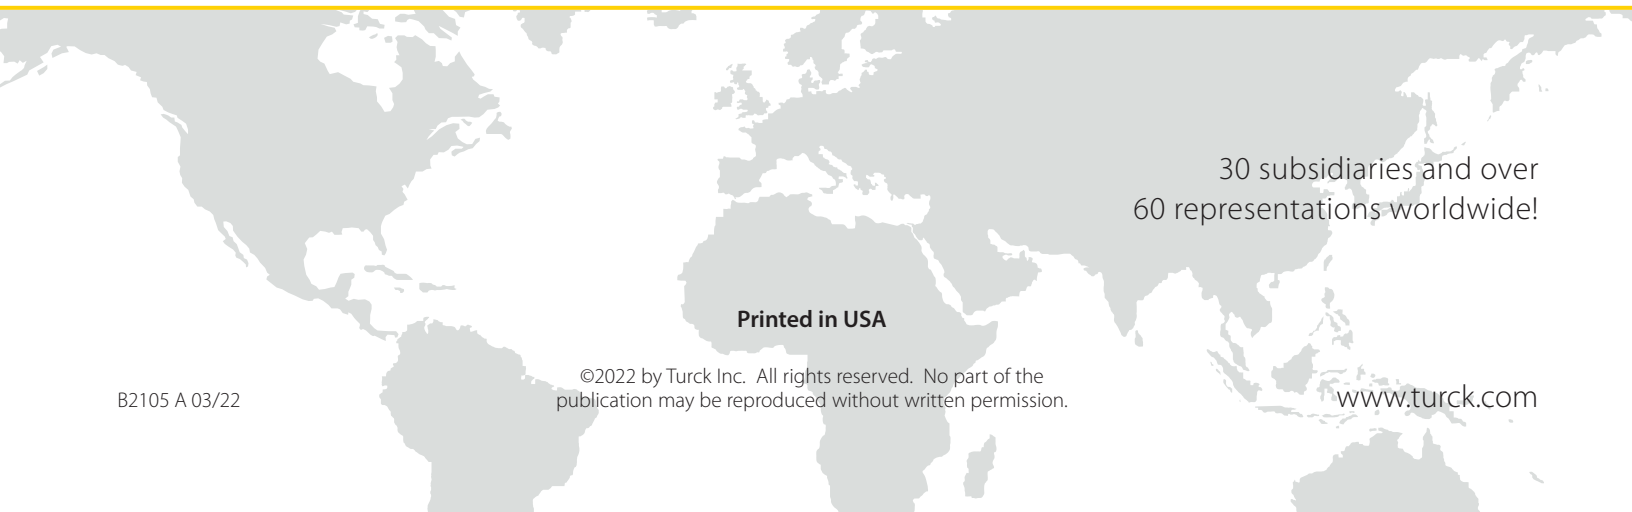 30 subsidiaries and over
60 representations worldwide!
Printed in USA
©2022 by Turck Inc.  All rights reserved.  No part of the
publication may be reproduced without written permission.
B2105 A 03/22
www.turck.com